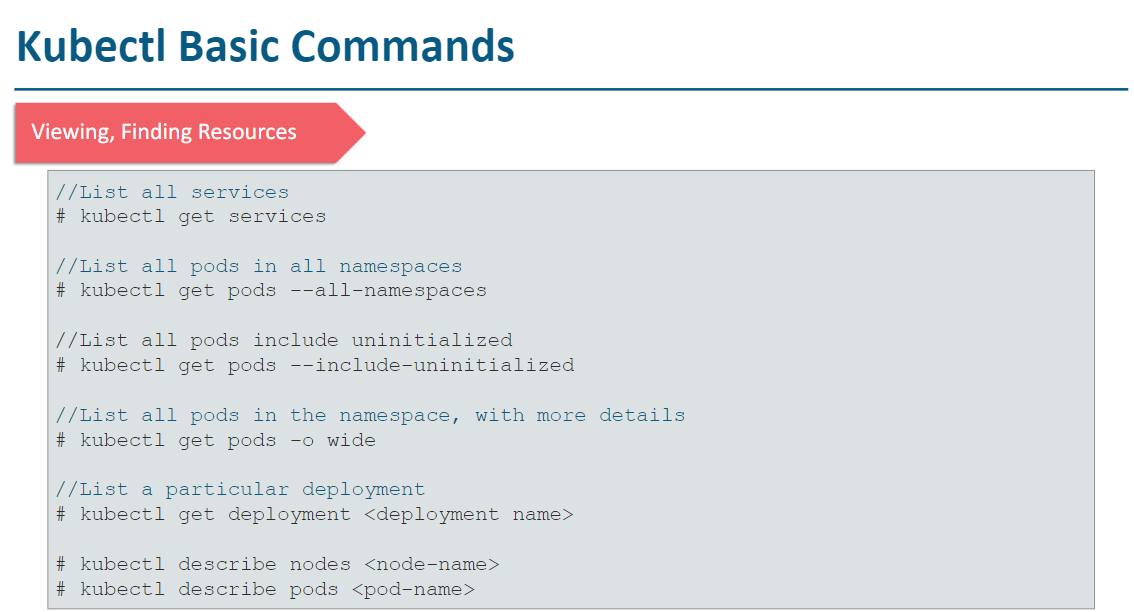 Kubectl Basic Commands
Viewing, Finding Resources
//List all services
# kubectl get services
//List all pods in all namespaces
# kubectl get pods --all-namespaces
//List all pods include uninitialized
# kubectl get pods --include-uninitialized
//List all pods in the namespace, with more details
# kubectl get pods -o wide
//List a particular deployment
# kubectl get deployment <deployment name>
# kubectl describe nodes <node-name>
# kubectl describe pods <pod-name>